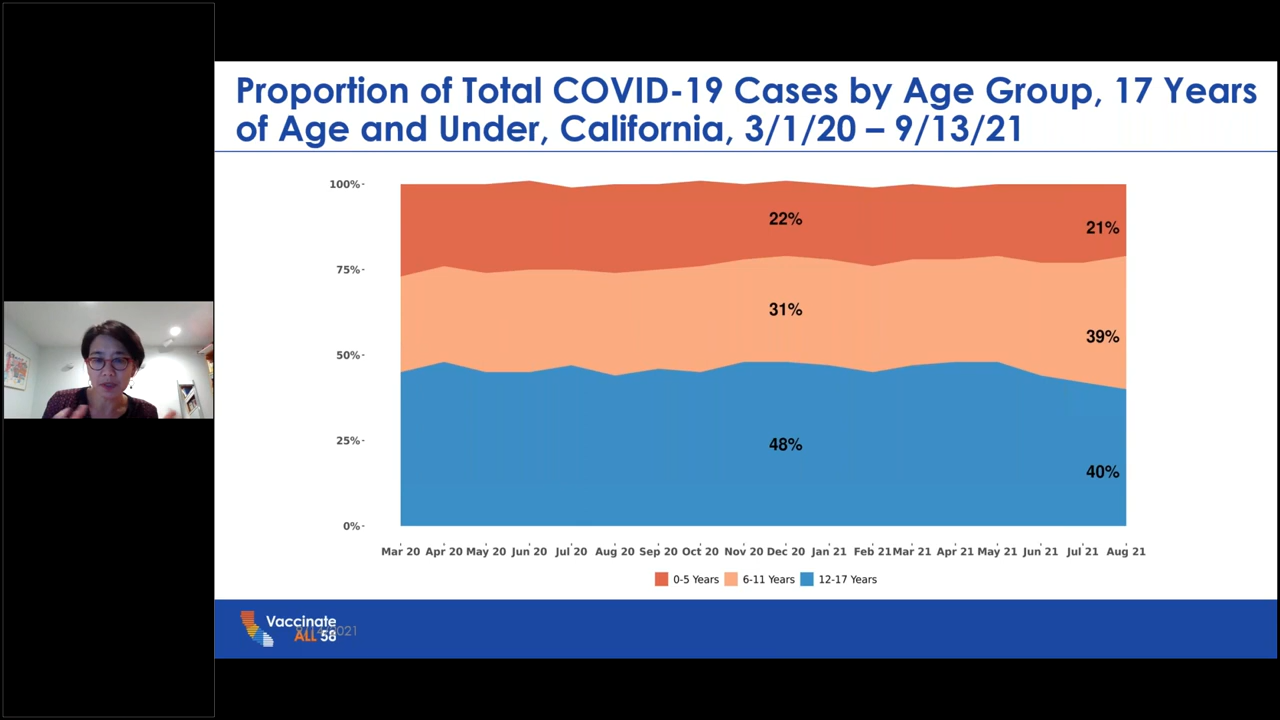 Proportion of Total COVID-19 Cases by Age Group, 17 Years
of Age and Under, California, 3/1/20 – 9/13/21
100%
22%
21%
75%
31%
39%
50%
25%
48%
40%
0%
Mar 20 Apr 20 May 20 Jun 20 Jul 20 Aug 20 Sep 20 Oct 20 Nov 20 Dec 20 Jan 21 Feb 21 Mar 21 Apr 21 May 21 Jun 21 Jul 21 Aug 21
0-5 Years 6-11 Years 12-17 Years
Vaccinate
ALL 58